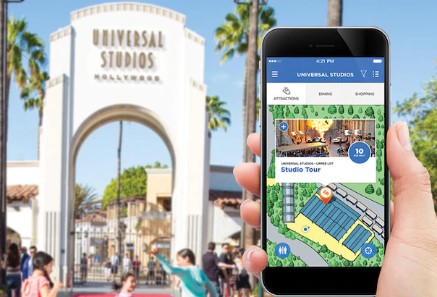 UNIVERSAL
STUDIOS
HOLLYWOOD
4:21 PM
UNIVERSAL STUDIOS
ATTRACTIONS
DINING
SHOPPING
10
UNIVERSAL STUDIOS - UPPER LOT
Studio Tour